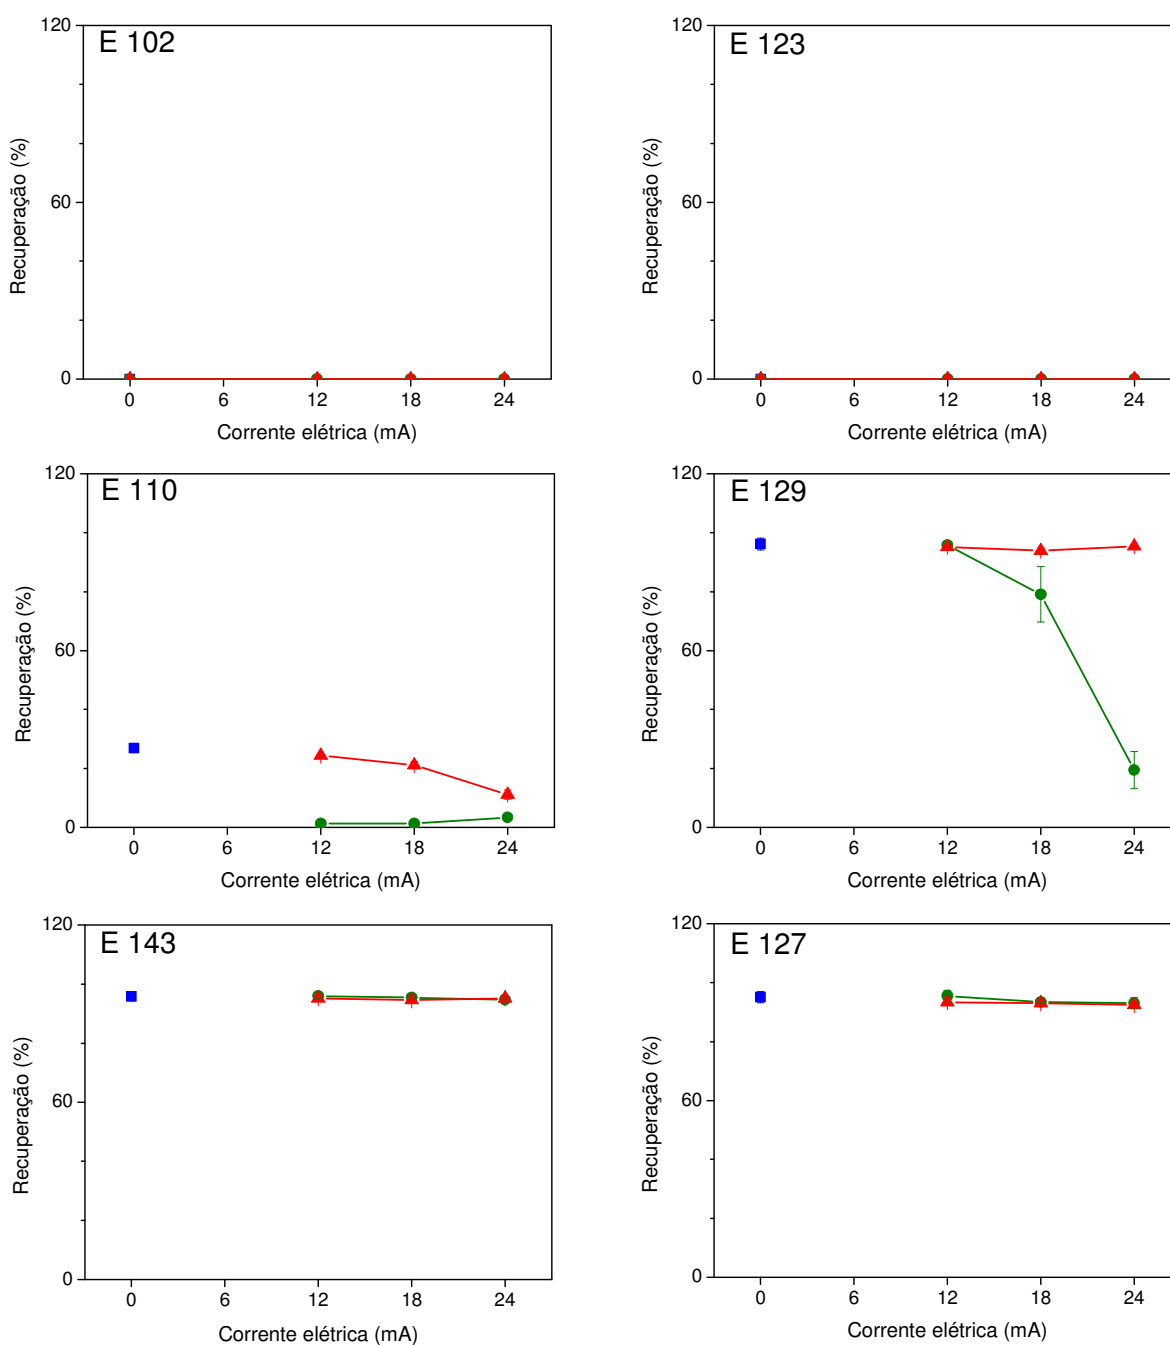 E 102
120
60
0
Recuperação (%)
0 6 12 18 24
Corrente elétrica (mA)
E 123
120
60
0
Recuperação (%)
0 6 12 18 24
Corrente elétrica (mA)
E 110
120
60
0
Recuperação (%)
0 6 12 18 24
Corrente elétrica (mA)
E 129
120
60
0
Recuperação (%)
0 6 12 18 24
Corrente elétrica (mA)
E 143
120
60
0
Recuperação (%)
0 6 12 18 24
Corrente elétrica (mA)
E 127
120
60
0
Recuperação (%)
0 6 12 18 24
Corrente elétrica (mA)